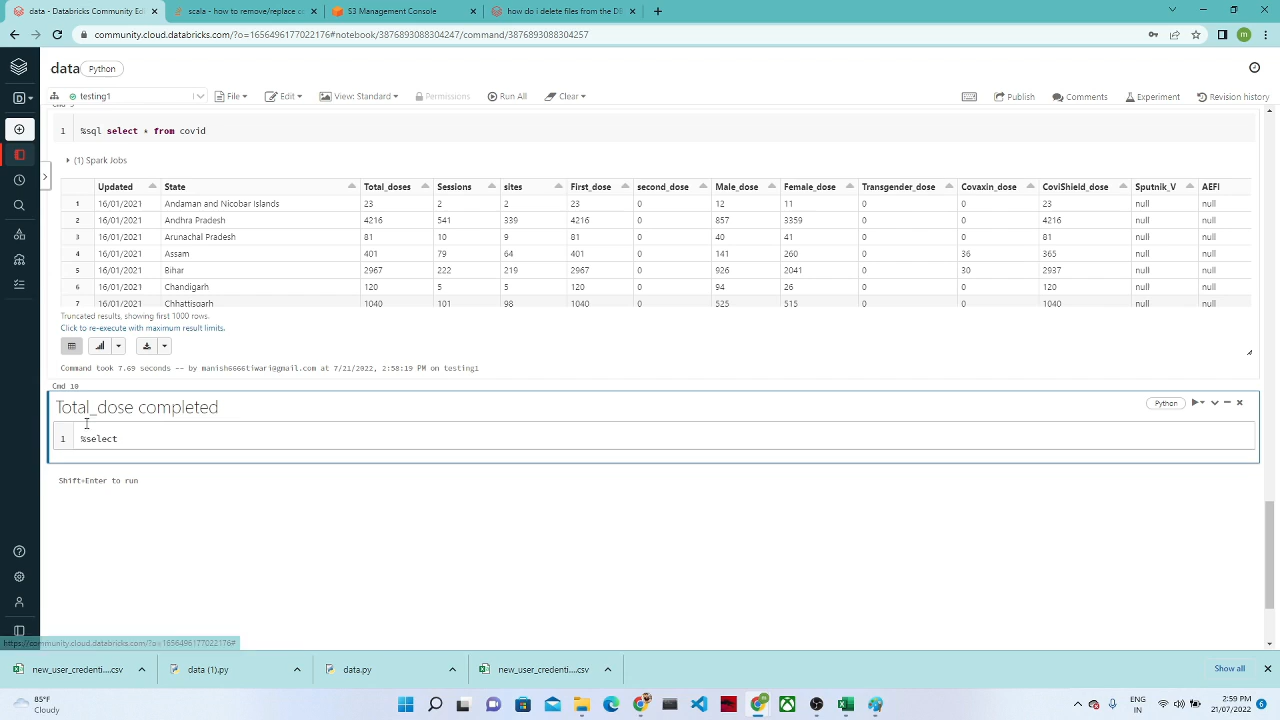 data - Databricks Community Edi
scala - how to remove/replace co
S3 Management Console
how do i delete files from the DB
community.cloud.databricks.com/?o=1656496177022176#notebook/3876893088304247/command/3876893088304257
data Python
testing1 File Edit View: Standard Permissions Run All Clear Publish Comments Experiment Revision history
1 %sql select * from covid
(1) Spark Jobs
Updated State Total_doses Sessions sites First_dose second_dose Male_dose Female_dose Transgender_dose Covaxin_dose CoviShield_dose Sputnik_V AEFI
1 16/01/2021 Andaman and Nicobar Islands 23 2 2 23 0 12 11 0 0 23 null null
2 16/01/2021 Andhra Pradesh 4216 541 339 4216 0 857 3359 0 0 4216 null null
3 16/01/2021 Arunachal Pradesh 81 10 9 81 0 40 41 0 0 81 null null
4 16/01/2021 Assam 401 79 64 401 0 141 260 0 36 365 null null
5 16/01/2021 Bihar 2967 222 219 2967 0 926 2041 0 30 2937 null null
6 16/01/2021 Chandigarh 120 5 5 120 0 94 26 0 0 120 null null
7 16/01/2021 Chhattisgarh 1040 101 98 1040 0 525 515 0 0 1040 null null
Truncated results, showing first 1000 rows.
Click to re-execute with maximum result limits.
Command took 7.69 seconds -- by manish6666tiwari@gmail.com at 7/21/2022, 2:58:19 PM on testing1
Cmd 10
Total_dose completed
Python
1 %select
Shift+Enter to run
https://community.cloud.databricks.com/?o=1656496177022176#
new_user_credenti....csv data (1).py data.py new_user_credenti....csv Show all
85°F
Cloudy
ENG
IN
2:59 PM
21/07/2022